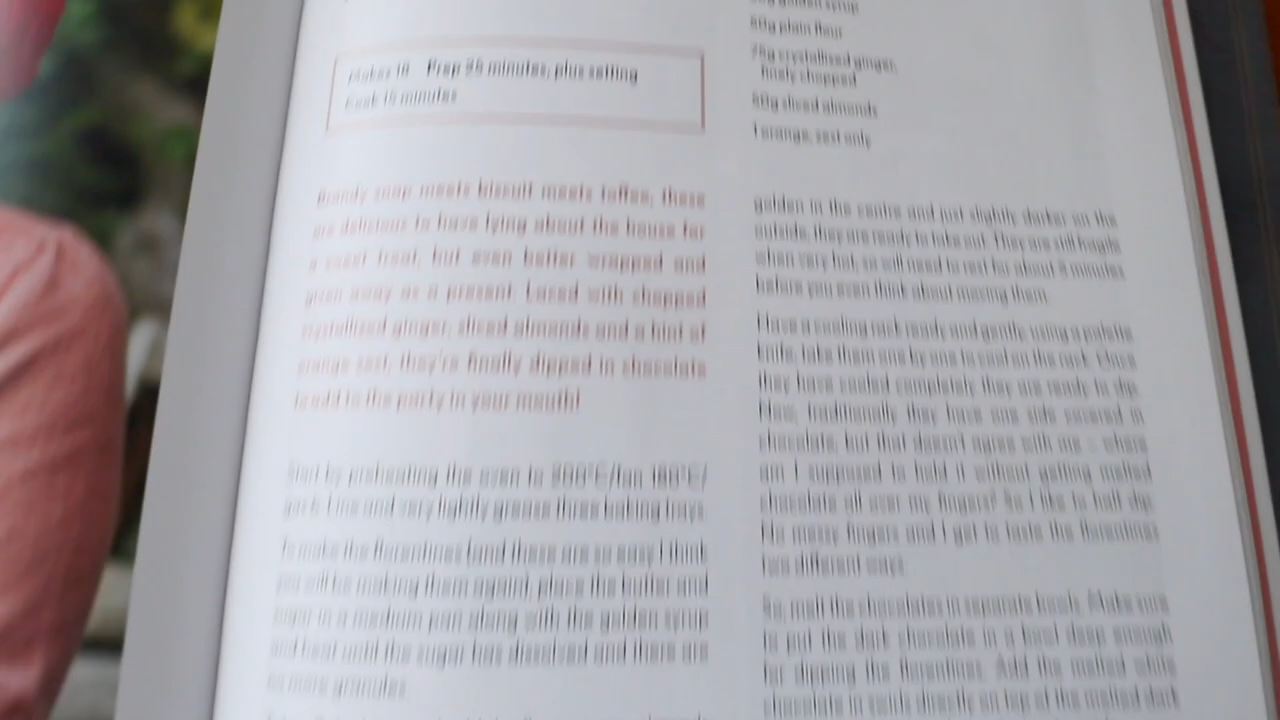 Makes 18 Prep 25 minutes, plus setting
Cook 15 minutes
Brandy snap meets biscuit meets toffee, these
are delicious to have lying about the house for
a sweet treat, but even better wrapped and
given away as a present. Laced with chopped
crystallised ginger, sliced almonds and a hint of
orange zest, they're finally dipped in chocolate
to add to the party in your mouth!
Start by preheating the oven to 200°C/fan 180°C/
gas 6. Line and very lightly grease three baking trays.
To make the florentines (and these are so easy I think
you will be making them again), place the butter and
sugar in a medium pan along with the golden syrup
and heat until the sugar has dissolved and there are
no more granules.
golden syrup
50g plain flour
75g crystallised ginger,
finely chopped
50g sliced almonds
1 orange, zest only
golden in the centre and just slightly darker on the
outside, they are ready to take out. They are still fragile
when very hot, so will need to rest for about 5 minutes
before you even think about moving them.
Have a cooling rack ready and gently, using a palette
knife, take them one by one to cool on the rack. Once
they have cooled completely they are ready to dip.
Now, traditionally they have one side covered in
chocolate, but that doesn't agree with me – where
am I supposed to hold it without getting melted
chocolate all over my fingers? So I like to half dip.
No messy fingers and I get to taste the florentines
two different ways.
So, melt the chocolates in separate bowls. Make sure
to put the dark chocolate in a bowl deep enough
for dipping the florentines. Add the melted white
chocolate in swirls directly on top of the melted dark